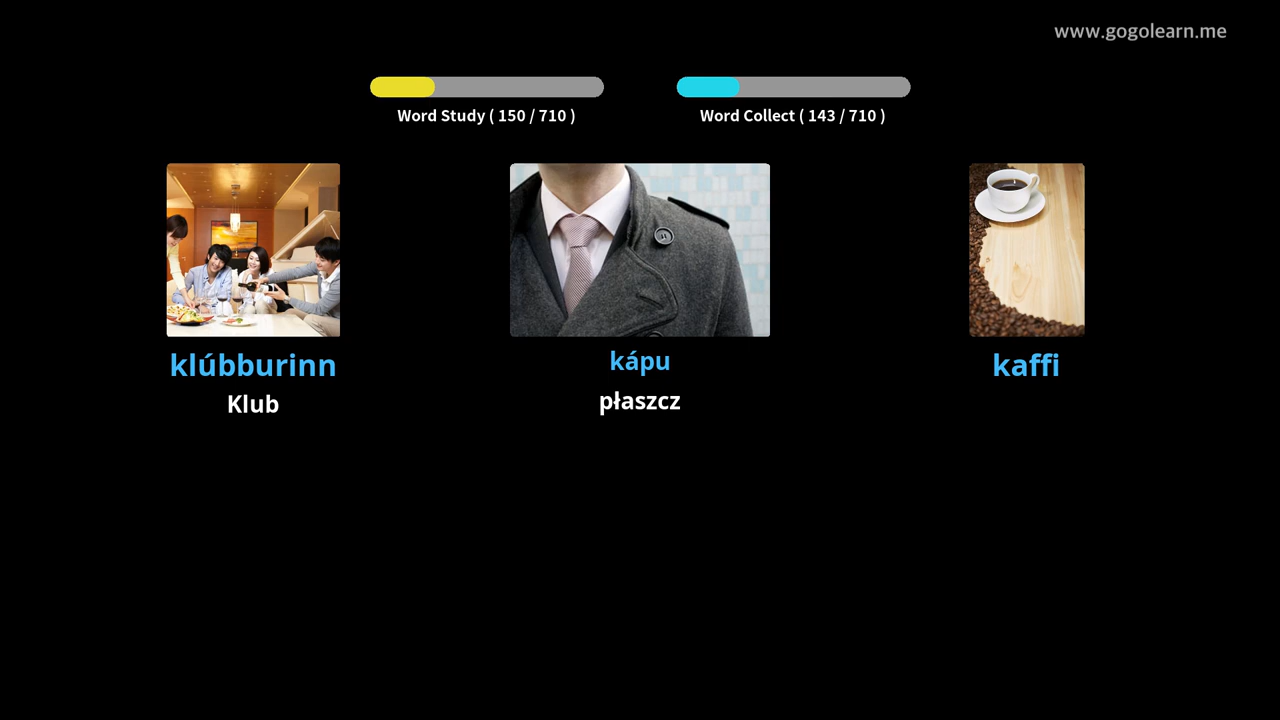 www.gogolearn.me
Word Study ( 150 / 710 )
Word Collect ( 143 / 710 )
klúbburinn
Klub
kápu
płaszcz
kaffi